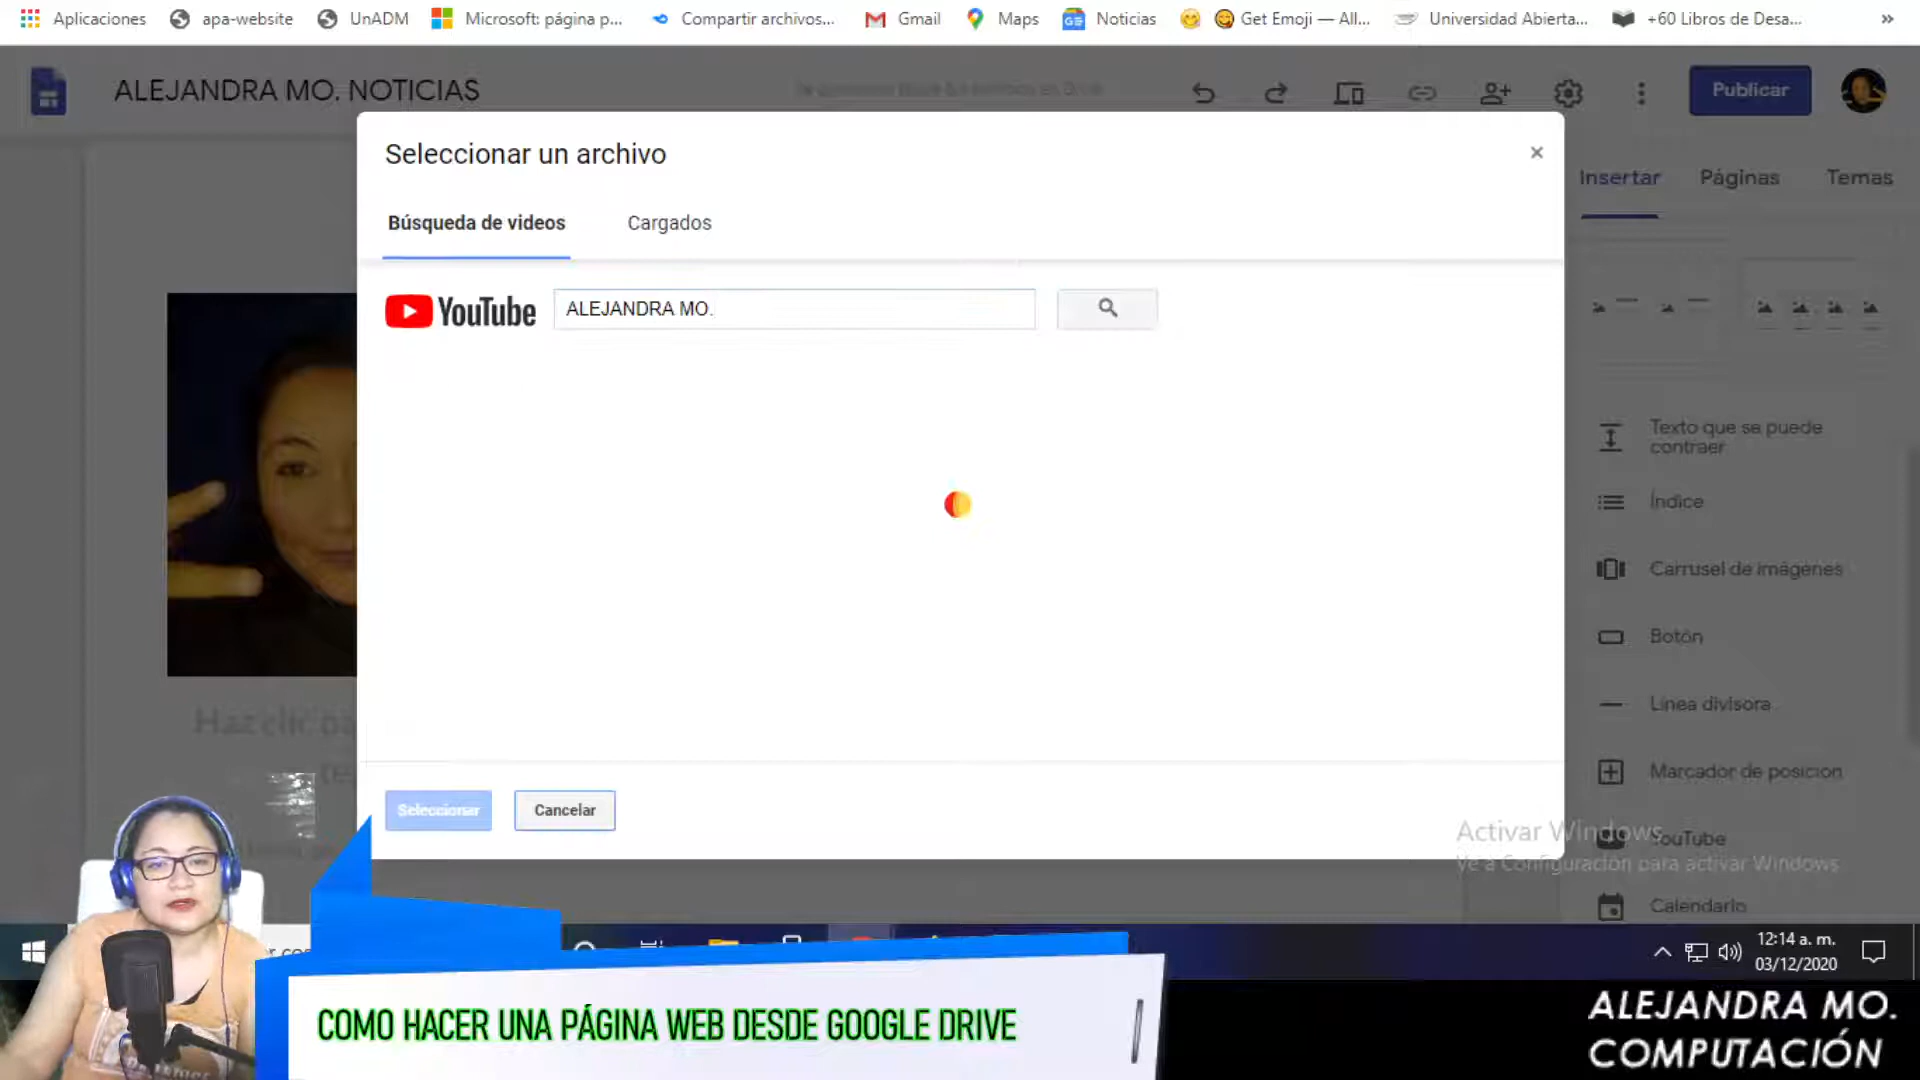 Aplicaciones apa-website UnADM Microsoft: página p... Compartir archivos... Gmail Maps Noticias Get Emoji — All... Universidad Abierta... +60 Libros de Desa... »
ALEJANDRA MO. NOTICIAS
Publicar
Seleccionar un archivo
×
Insertar Páginas Temas
Búsqueda de videos Cargados
YouTube ALEJANDRA MO.
Texto que se puede
contraer
Índice
Carrusel de imágenes
Botón
Línea divisora
Haz clic
Marcador de posición
Seleccionar Cancelar
Activar Windows
Ve a Configuración para activar Windows
YouTube
Calendario
12:14 a. m.
03/12/2020
COMO HACER UNA PÁGINA WEB DESDE GOOGLE DRIVE
ALEJANDRA MO.
COMPUTACIÓN